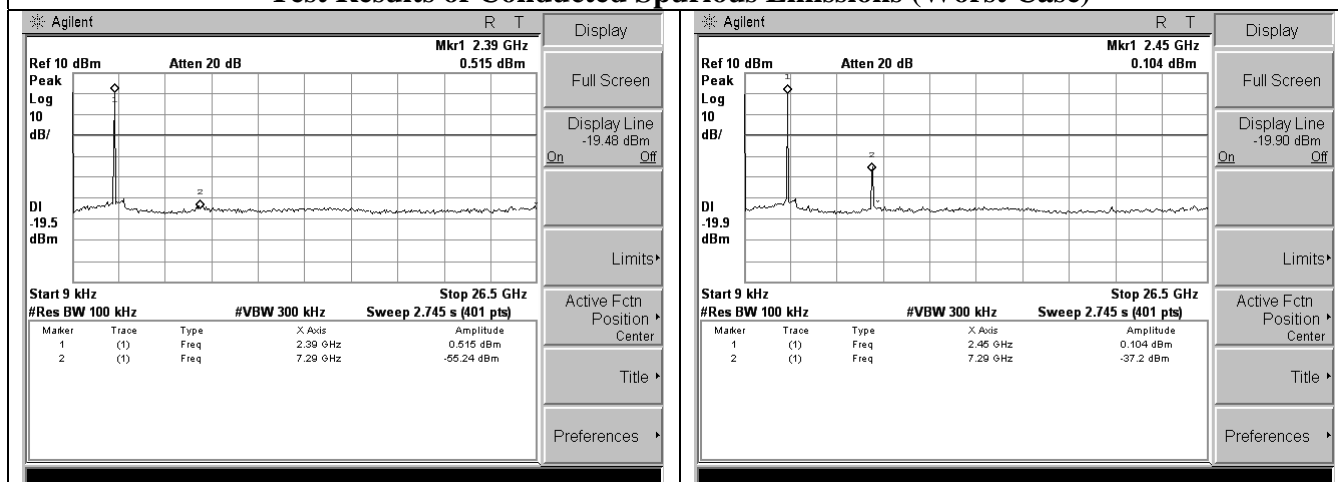 Test Results of Conducted Spurious Emissions (Worst Case)
Agilent R T
Mkr1 2.39 GHz
Ref 10 dBm Atten 20 dB 0.515 dBm
Peak
Log
10
dB/
1
2
DI
-19.5
dBm
Start 9 kHz Stop 26.5 GHz
#Res BW 100 kHz #VBW 300 kHz Sweep 2.745 s (401 pts)
Marker Trace Type X Axis Amplitude
1 (1) Freq 2.39 GHz 0.515 dBm
2 (1) Freq 7.29 GHz -55.24 dBm
Display
Full Screen
Display Line
-19.48 dBm
On Off
Limits
Active Fctn
Position
Center
Title
Preferences
Agilent R T
Mkr1 2.45 GHz
Ref 10 dBm Atten 20 dB 0.104 dBm
Peak
Log
10
dB/
1
2
DI
-19.9
dBm
Start 9 kHz Stop 26.5 GHz
#Res BW 100 kHz #VBW 300 kHz Sweep 2.745 s (401 pts)
Marker Trace Type X Axis Amplitude
1 (1) Freq 2.45 GHz 0.104 dBm
2 (1) Freq 7.29 GHz -37.2 dBm
Display
Full Screen
Display Line
-19.90 dBm
On Off
Limits
Active Fctn
Position
Center
Title
Preferences